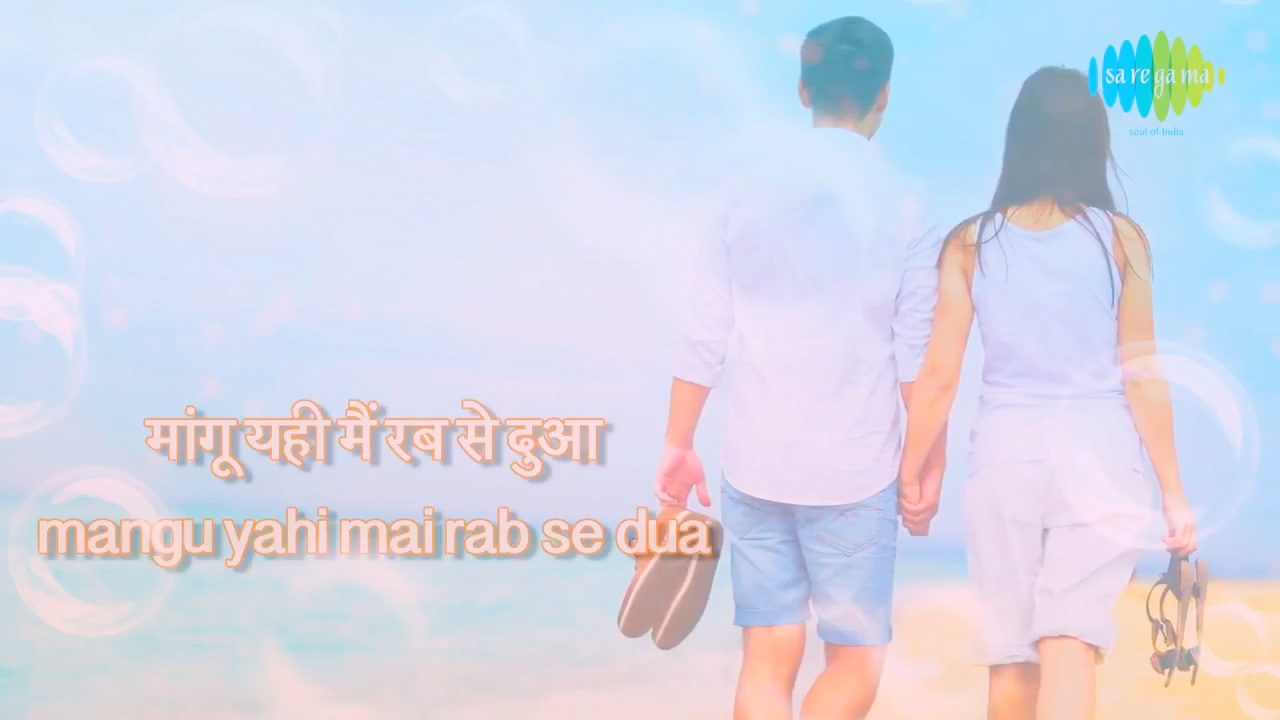 sa re ga ma
soul of India
मांगू यही मैं रब से दुआ
mangu yahi mai rab se dua